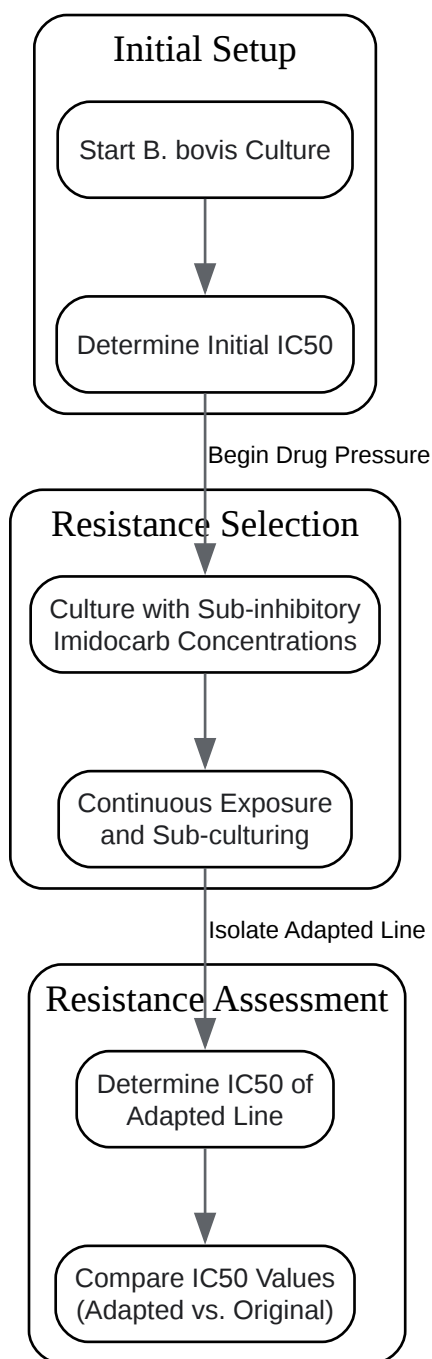 Initial Setup
Start B. bovis Culture
Determine Initial IC50
Begin Drug Pressure
Resistance Selection
Culture with Sub-inhibitory
Imidocarb Concentrations
Continuous Exposure
and Sub-culturing
Isolate Adapted Line
Resistance Assessment
Determine IC50 of
Adapted Line
Compare IC50 Values
(Adapted vs. Original)